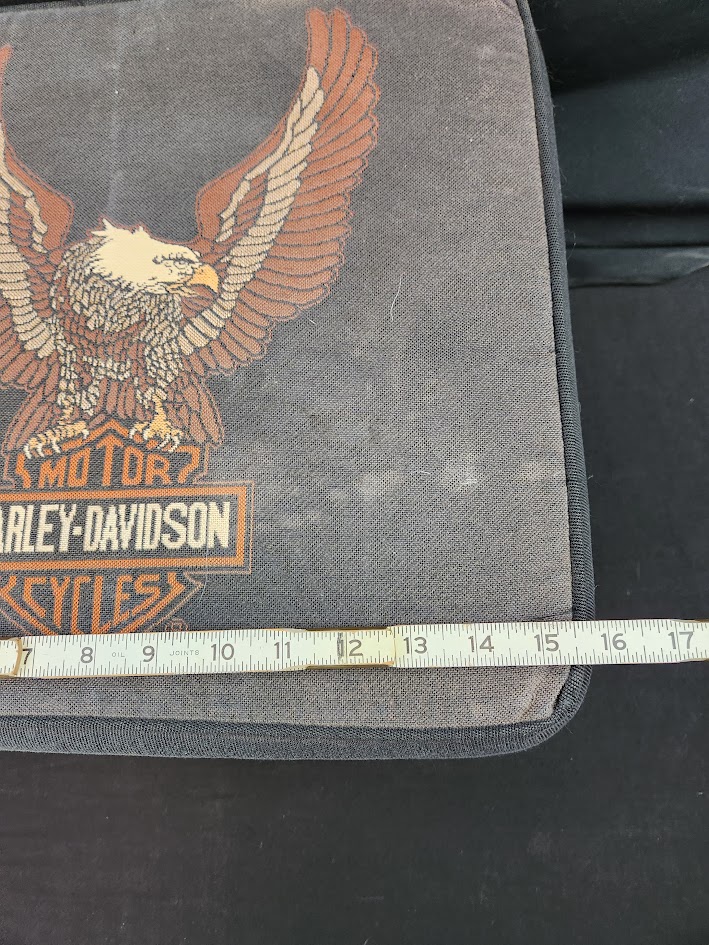 MOTOR
ARLEY-DAVIDSON
CYCLES ®
7 8 OIL 9 JOINTS 10 11 12 13 14 15 16 17